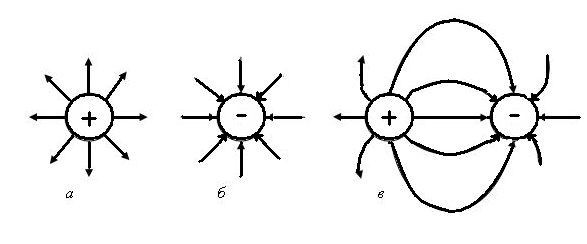 + - + -
а б в